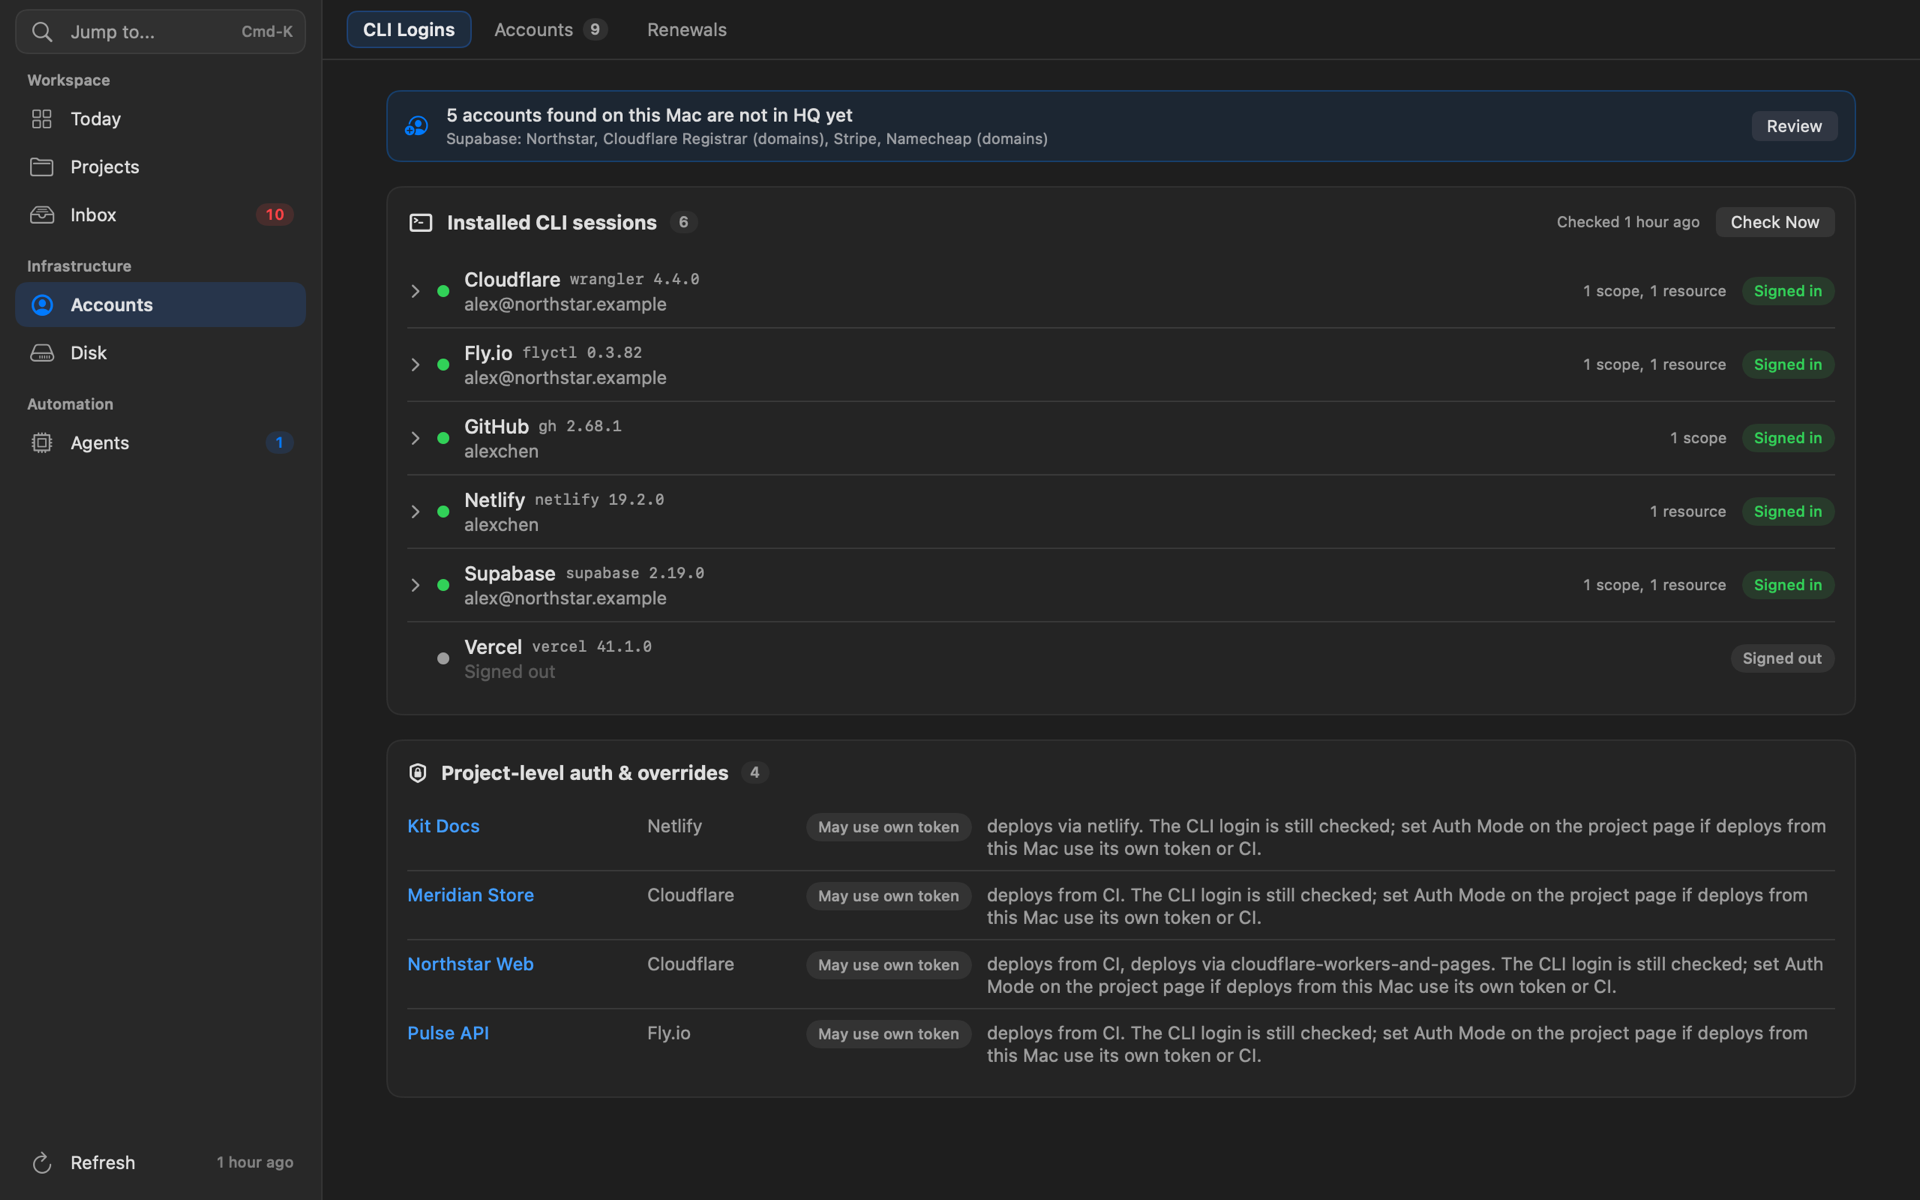 Jump to... Cmd-K
Workspace
Today
Projects
Inbox 10
Infrastructure
Accounts
Disk
Automation
Agents 1
Refresh 1 hour ago
CLI Logins Accounts 9 Renewals
5 accounts found on this Mac are not in HQ yet
Supabase: Northstar, Cloudflare Registrar (domains), Stripe, Namecheap (domains)
Review
Installed CLI sessions 6 Checked 1 hour ago Check Now
Cloudflare wrangler 4.4.0
alex@northstar.example
1 scope, 1 resource Signed in
Fly.io flyctl 0.3.82
alex@northstar.example
1 scope, 1 resource Signed in
GitHub gh 2.68.1
alexchen
1 scope Signed in
Netlify netlify 19.2.0
alexchen
1 resource Signed in
Supabase supabase 2.19.0
alex@northstar.example
1 scope, 1 resource Signed in
Vercel vercel 41.1.0
Signed out
Signed out
Project-level auth & overrides 4
Kit Docs Netlify May use own token deploys via netlify. The CLI login is still checked; set Auth Mode on the project page if deploys from
this Mac use its own token or CI.
Meridian Store Cloudflare May use own token deploys from CI. The CLI login is still checked; set Auth Mode on the project page if deploys from
this Mac use its own token or CI.
Northstar Web Cloudflare May use own token deploys from CI, deploys via cloudflare-workers-and-pages. The CLI login is still checked; set Auth
Mode on the project page if deploys from this Mac use its own token or CI.
Pulse API Fly.io May use own token deploys from CI. The CLI login is still checked; set Auth Mode on the project page if deploys from
this Mac use its own token or CI.